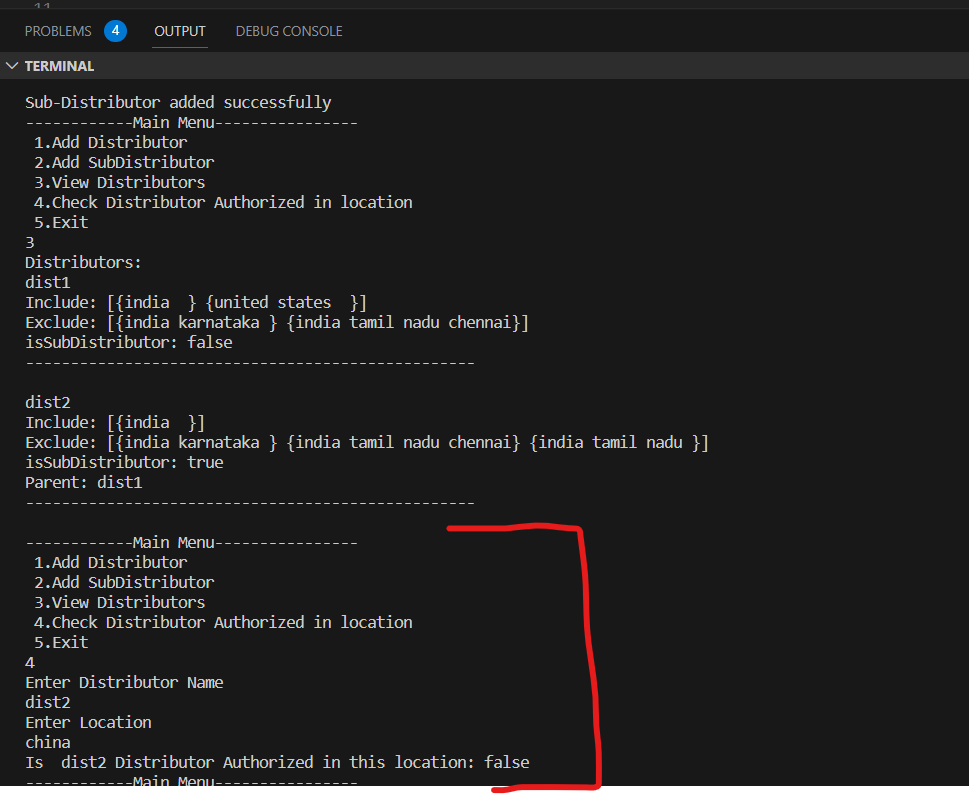 11
PROBLEMS 4 OUTPUT DEBUG CONSOLE
TERMINAL
Sub-Distributor added successfully
------------Main Menu----------------
1.Add Distributor
2.Add SubDistributor
3.View Distributors
4.Check Distributor Authorized in location
5.Exit
3
Distributors:
dist1
Include: [{india  } {united states  }]
Exclude: [{india karnataka } {india tamil nadu chennai}]
isSubDistributor: false
--------------------------------------------------
dist2
Include: [{india  }]
Exclude: [{india karnataka } {india tamil nadu chennai} {india tamil nadu }]
isSubDistributor: true
Parent: dist1
--------------------------------------------------
------------Main Menu----------------
1.Add Distributor
2.Add SubDistributor
3.View Distributors
4.Check Distributor Authorized in location
5.Exit
4
Enter Distributor Name
dist2
Enter Location
china
Is  dist2 Distributor Authorized in this location: false
------------Main Menu----------------